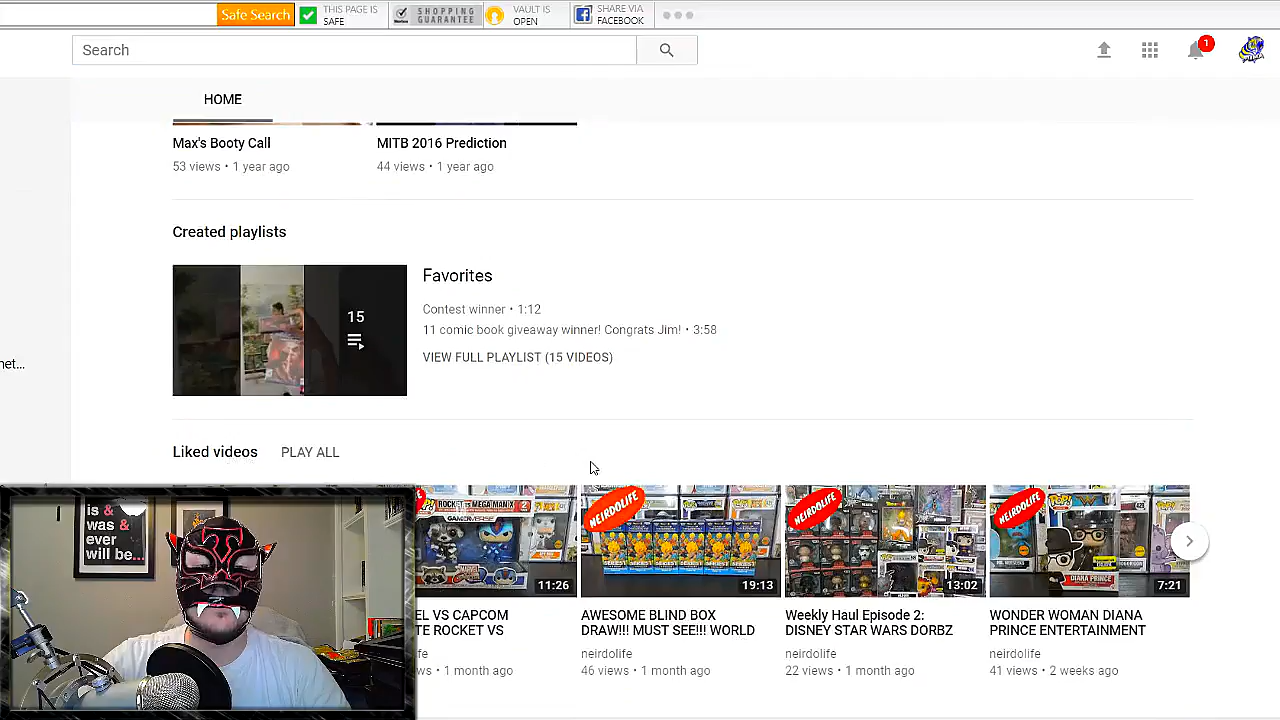 Safe Search
THIS PAGE IS
SAFE
SHOPPING
GUARANTEE
VAULT IS
OPEN
SHARE VIA
FACEBOOK
Search
1
HOME
Max's Booty Call
MITB 2016 Prediction
53 views • 1 year ago
44 views • 1 year ago
Created playlists
15
Favorites
Contest winner • 1:12
11 comic book giveaway winner! Congrats Jim! • 3:58
VIEW FULL PLAYLIST (15 VIDEOS)
net...
Liked videos
PLAY ALL
is &
was &
ever
will be...
11:26
NEIRDOLIFE
19:13
NEIRDOLIFE
13:02
NEIRDOLIFE
DIANA PRINCE
7:21
EL VS CAPCOM
TE ROCKET VS
ws • 1 month ago
AWESOME BLIND BOX
DRAW!!! MUST SEE!!! WORLD
neirdolife
46 views • 1 month ago
Weekly Haul Episode 2:
DISNEY STAR WARS DORBZ
neirdolife
22 views • 1 month ago
WONDER WOMAN DIANA
PRINCE ENTERTAINMENT
neirdolife
41 views • 2 weeks ago